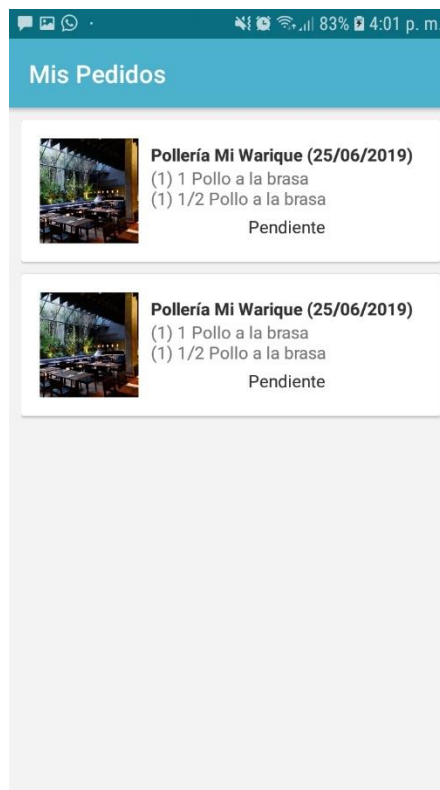 83% 4:01 p. m.
Mis Pedidos
Pollería Mi Warique (25/06/2019)
(1) 1 Pollo a la brasa
(1) 1/2 Pollo a la brasa
Pendiente
Pollería Mi Warique (25/06/2019)
(1) 1 Pollo a la brasa
(1) 1/2 Pollo a la brasa
Pendiente